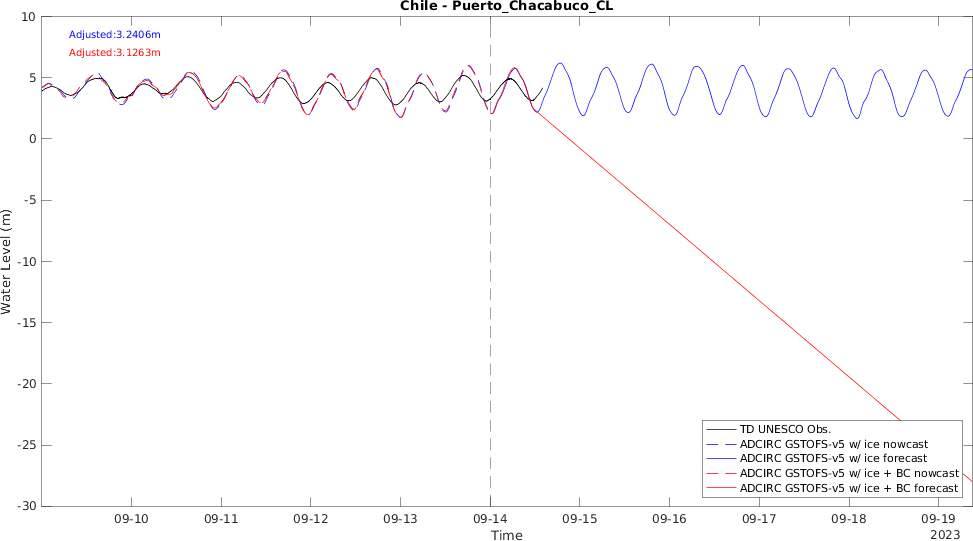 Chile - Puerto_Chacabuco_CL
Adjusted:3.2406m
Adjusted:3.1263m
10
5
0
-5
-10
-15
-20
-25
-30
Water Level (m)
09-10
09-11
09-12
09-13
09-14
09-15
09-16
09-17
09-18
09-19
2023
Time
TD UNESCO Obs.
ADCIRC GSTOFS-v5 w/ ice nowcast
ADCIRC GSTOFS-v5 w/ ice forecast
ADCIRC GSTOFS-v5 w/ ice + BC nowcast
ADCIRC GSTOFS-v5 w/ ice + BC forecast